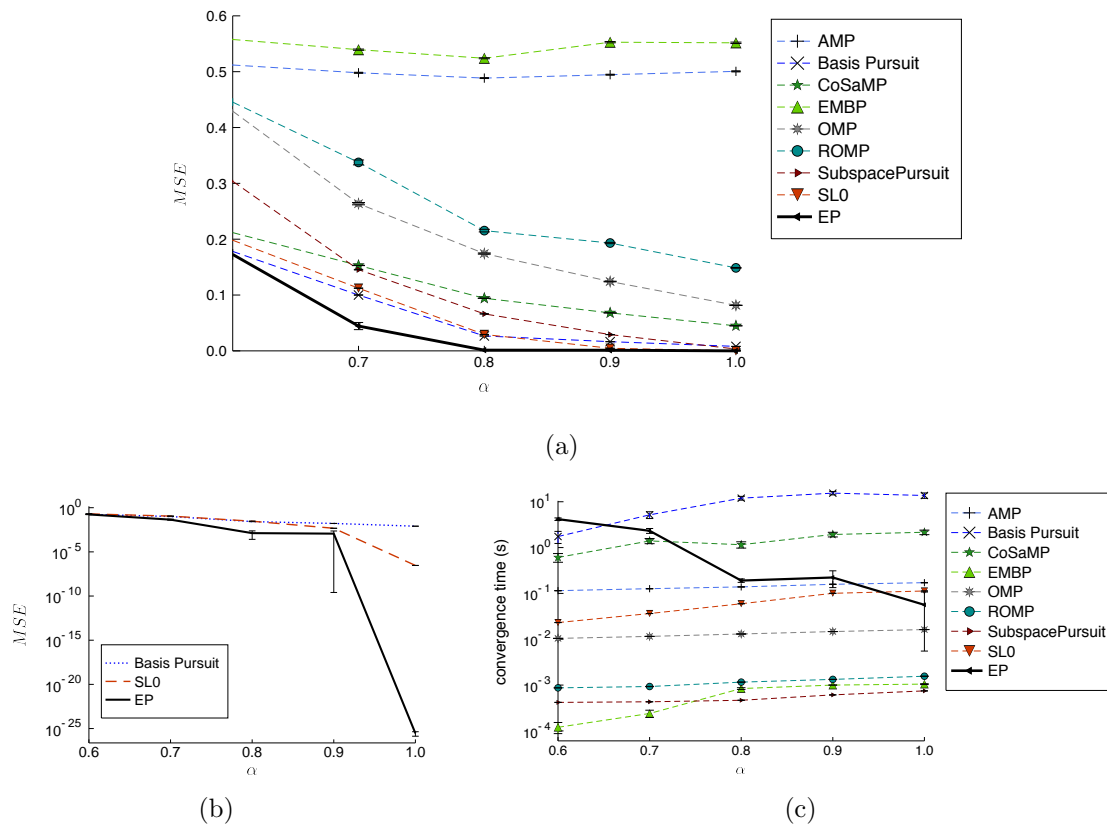 0.6
0.5
0.4
0.3
0.2
0.1
0.0
MSE
0.7
0.8
0.9
1.0
α
AMP
Basis Pursuit
CoSaMP
EMBP
OMP
ROMP
SubspacePursuit
SL0
EP
(a)
10^0
10^-5
10^-10
10^-15
10^-20
10^-25
MSE
Basis Pursuit
SL0
EP
0.6
0.7
0.8
0.9
1.0
α
(b)
10^1
10^0
10^-1
10^-2
10^-3
10^-4
convergence time (s)
0.6
0.7
0.8
0.9
1.0
α
AMP
Basis Pursuit
CoSaMP
EMBP
OMP
ROMP
SubspacePursuit
SL0
EP
(c)